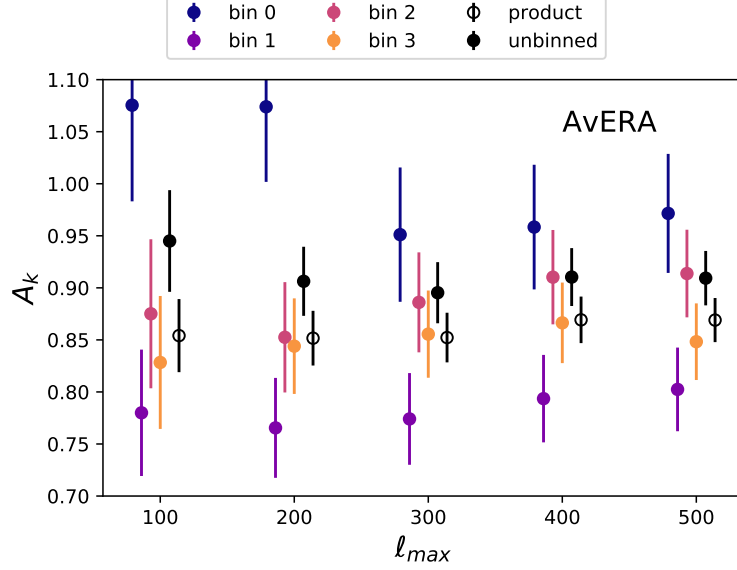 bin 0 bin 2 product
bin 1 bin 3 unbinned
AvERA
A_k
1.10
1.05
1.00
0.95
0.90
0.85
0.80
0.75
0.70
100 200 300 400 500
ℓ_max